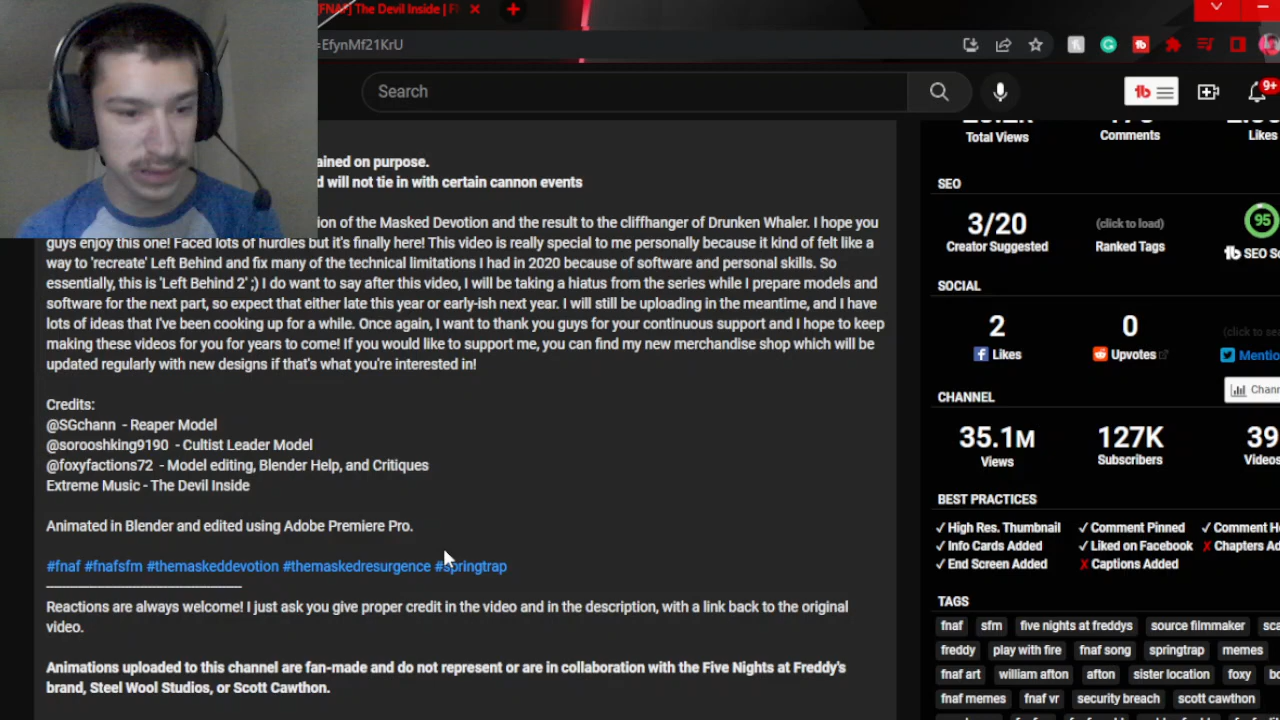 [FNAF] The Devil Inside | F
=EfynMf21KrU
Search
9+
Total Views
Comments
Likes
ained on purpose.
d will not tie in with certain cannon events
ion of the Masked Devotion and the result to the cliffhanger of Drunken Whaler. I hope you
guys enjoy this one! Faced lots of hurdles but it's finally here! This video is really special to me personally because it kind of felt like a
way to 'recreate' Left Behind and fix many of the technical limitations I had in 2020 because of software and personal skills. So
essentially, this is 'Left Behind 2' ;) I do want to say after this video, I will be taking a hiatus from the series while I prepare models and
software for the next part, so expect that either late this year or early-ish next year. I will still be uploading in the meantime, and I have
lots of ideas that I've been cooking up for a while. Once again, I want to thank you guys for your continuous support and I hope to keep
making these videos for you for years to come! If you would like to support me, you can find my new merchandise shop which will be
updated regularly with new designs if that's what you're interested in!
Credits:
@SGchann - Reaper Model
@sorooshking9190 - Cultist Leader Model
@foxyfactions72 - Model editing, Blender Help, and Critiques
Extreme Music - The Devil Inside
Animated in Blender and edited using Adobe Premiere Pro.
#fnaf #fnafsfm #themaskeddevotion #themaskedresurgence #springtrap
Reactions are always welcome! I just ask you give proper credit in the video and in the description, with a link back to the original
video.
Animations uploaded to this channel are fan-made and do not represent or are in collaboration with the Five Nights at Freddy's
brand, Steel Wool Studios, or Scott Cawthon.
SEO
3/20
Creator Suggested
(click to load)
Ranked Tags
95
SEO Sc
SOCIAL
2
Likes
0
Upvotes
(click to se
Mentio
Chann
CHANNEL
35.1M
Views
127K
Subscribers
39
Videos
BEST PRACTICES
✓ High Res. Thumbnail ✓ Comment Pinned ✓ Comment H
✓ Info Cards Added ✓ Liked on Facebook ✗ Chapters Ad
✓ End Screen Added ✗ Captions Added
TAGS
fnaf sfm five nights at freddys source filmmaker sca
freddy play with fire fnaf song springtrap memes
fnaf art william afton afton sister location foxy bo
fnaf memes fnaf vr security breach scott cawthon